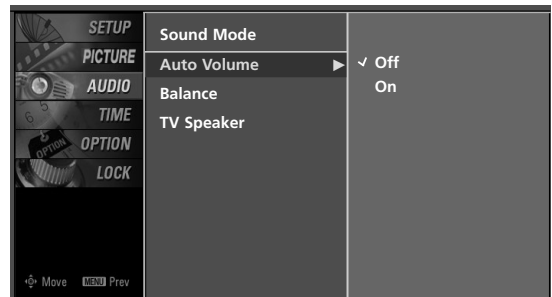 SETUP
PICTURE
AUDIO
TIME
OPTION
LOCK
Move MENU Prev
Sound Mode
Auto Volume
Balance
TV Speaker
Off
On